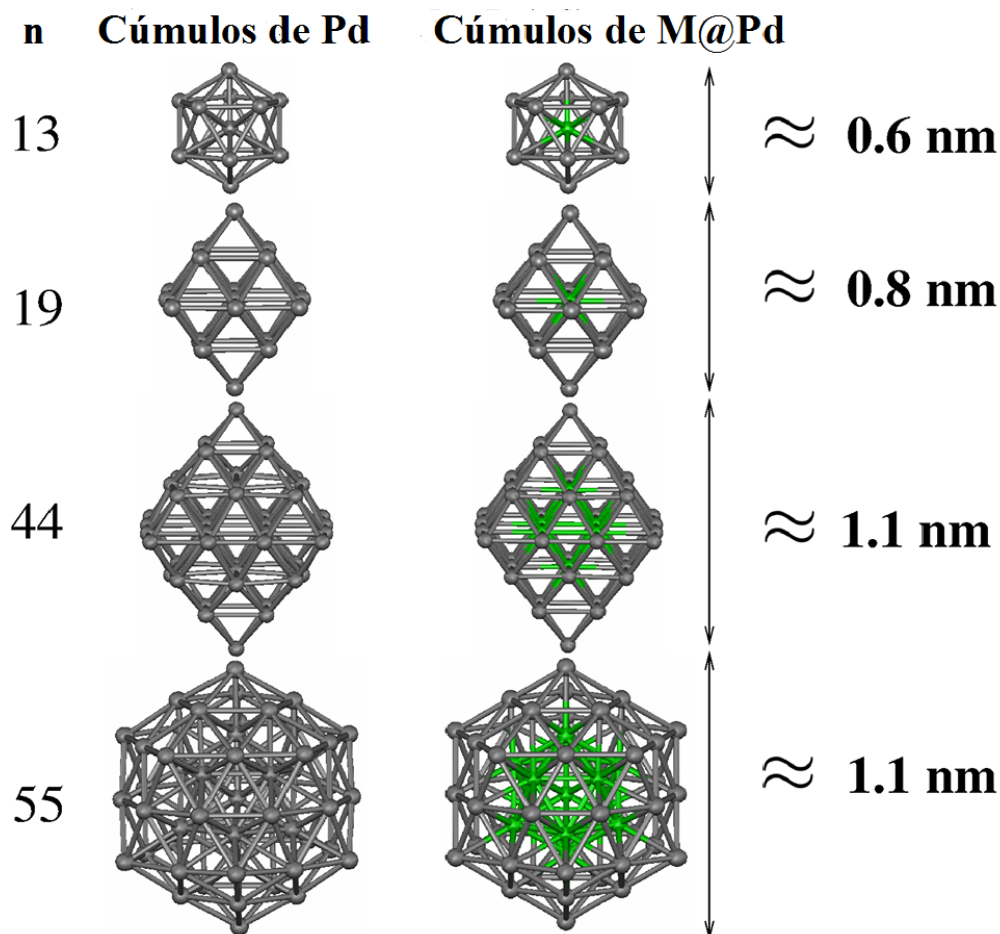 n Cúmulos de Pd Cúmulos de M@Pd
13 ≈ 0.6 nm
19 ≈ 0.8 nm
44 ≈ 1.1 nm
55 ≈ 1.1 nm